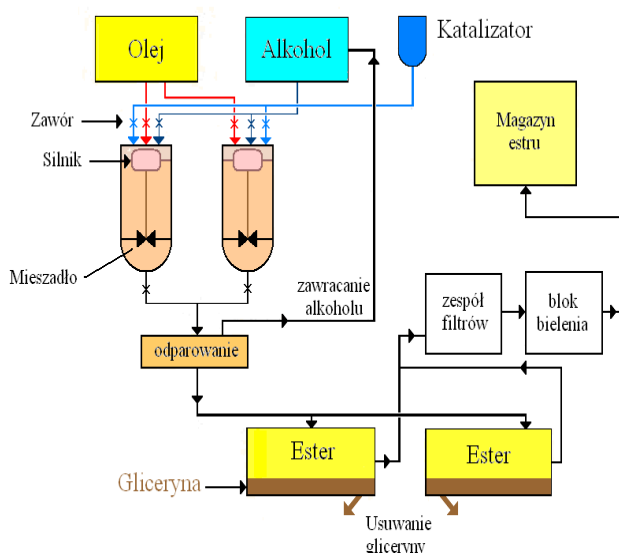 Olej
Alkohol
Katalizator
Zawór
Silnik
Magazyn
estru
Mieszadło
zawracanie
alkoholu
zespół
filtrów
blok
bielenia
odparowanie
Ester
Ester
Gliceryna
Usuwanie
gliceryny